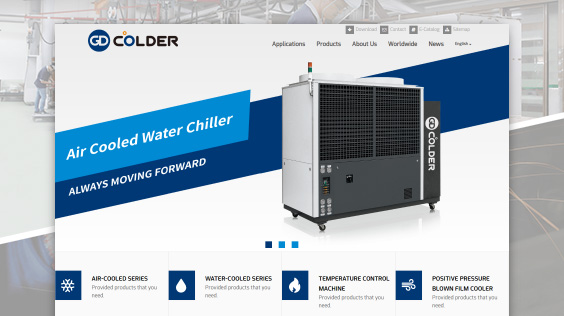 GD COLDER
Download Contact E-Catalog Sitemap
Applications Products About Us Worldwide News English
Air Cooled Water Chiller
ALWAYS MOVING FORWARD
GD COLDER
AIR-COOLED SERIES
Provided products that you
need.
WATER-COOLED SERIES
Provided products that you
need.
TEMPERATURE CONTROL
MACHINE
Provided products that you
need.
POSITIVE PRESSURE
BLOWN FILM COOLER
Provided products that you
need.